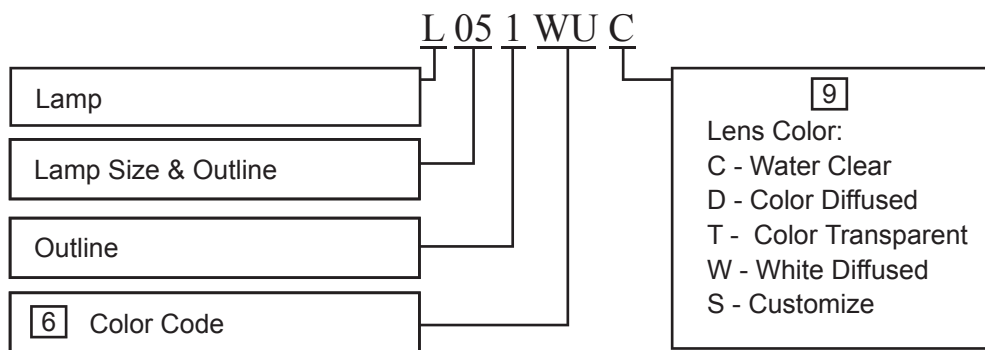 L 05 1 WU C
Lamp
Lamp Size & Outline
Outline
6 Color Code
9
Lens Color:
C - Water Clear
D - Color Diffused
T - Color Transparent
W - White Diffused
S - Customize